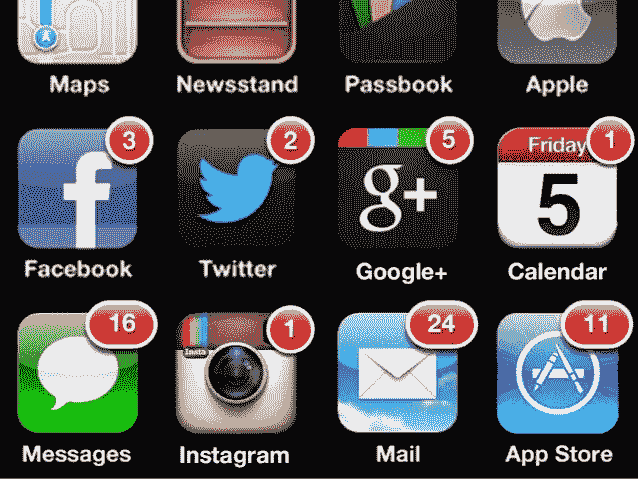 Maps Newsstand Passbook Apple
3 2 5 1
f g+ Friday
5
Facebook Twitter Google+ Calendar
16 1 24 11
Insta
Messages Instagram Mail App Store